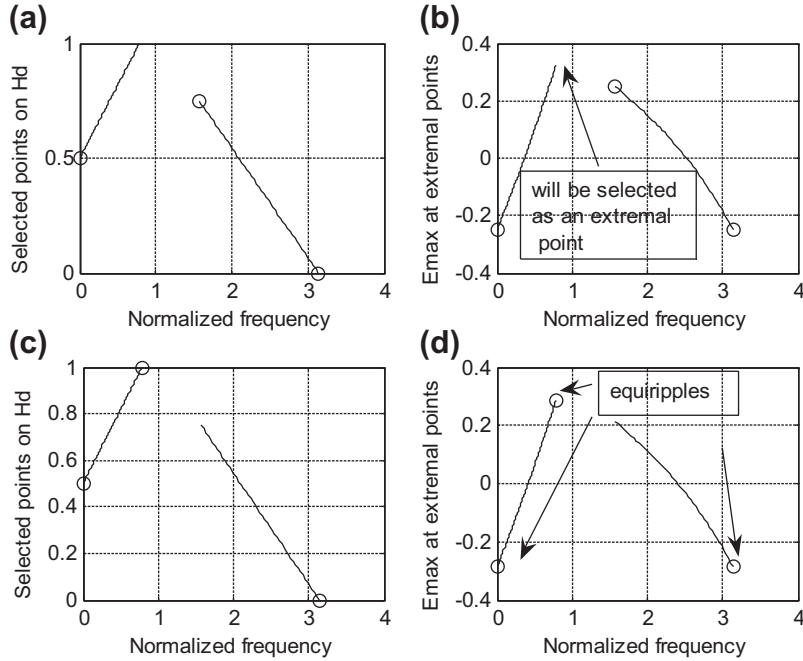 (a)
Selected points on Hd
1
0.5
0
0 1 2 3 4
Normalized frequency
(b)
Emax at extremal points
0.4
0.2
0
-0.2
-0.4
0 1 2 3 4
will be selected
as an extremal
point
Normalized frequency
(c)
Selected points on Hd
1
0.8
0.6
0.4
0.2
0
0 1 2 3 4
Normalized frequency
(d)
Emax at extremal points
0.4
0.2
0
-0.2
-0.4
0 1 2 3 4
equiripples
Normalized frequency